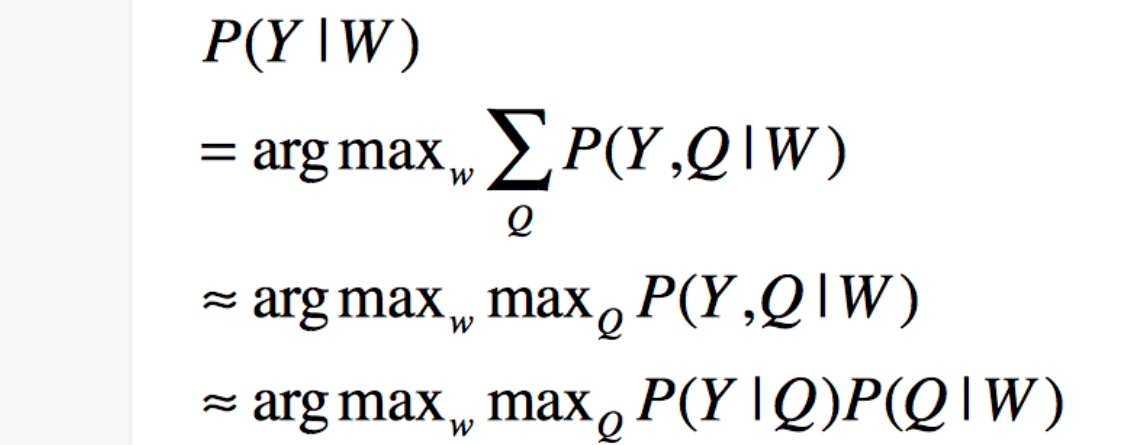 P(Y|W)
= arg max_w ∑_Q P(Y,Q|W)
≈ arg max_w max_Q P(Y,Q|W)
≈ arg max_w max_Q P(Y|Q)P(Q|W)